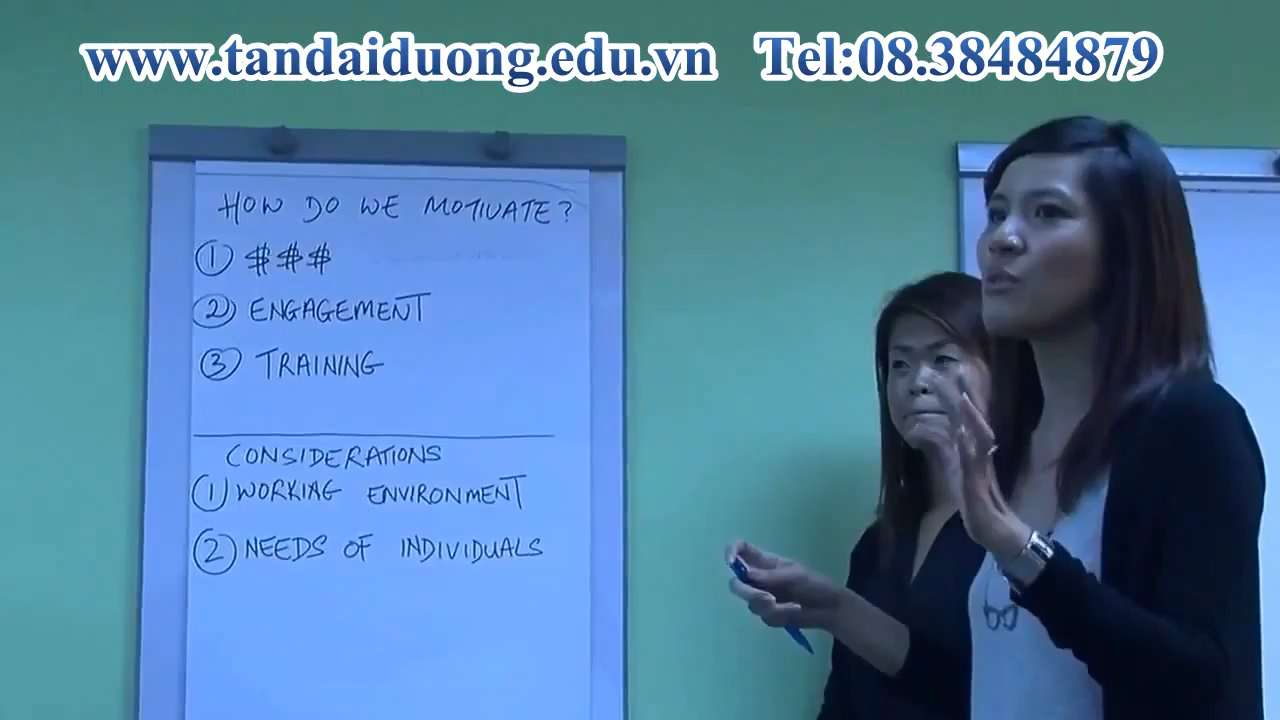 www.tandaiduong.edu.vn Tel:08.38484879
HOW DO WE MOTIVATE?
① $$$
② ENGAGEMENT
③ TRAINING
CONSIDERATIONS
① WORKING ENVIRONMENT
② NEEDS OF INDIVIDUALS